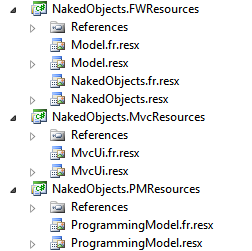 NakedObjects.FWResources
References
Model.fr.resx
Model.resx
NakedObjects.fr.resx
NakedObjects.resx
NakedObjects.MvcResources
References
MvcUi.fr.resx
MvcUi.resx
NakedObjects.PMResources
References
ProgrammingModel.fr.resx
ProgrammingModel.resx